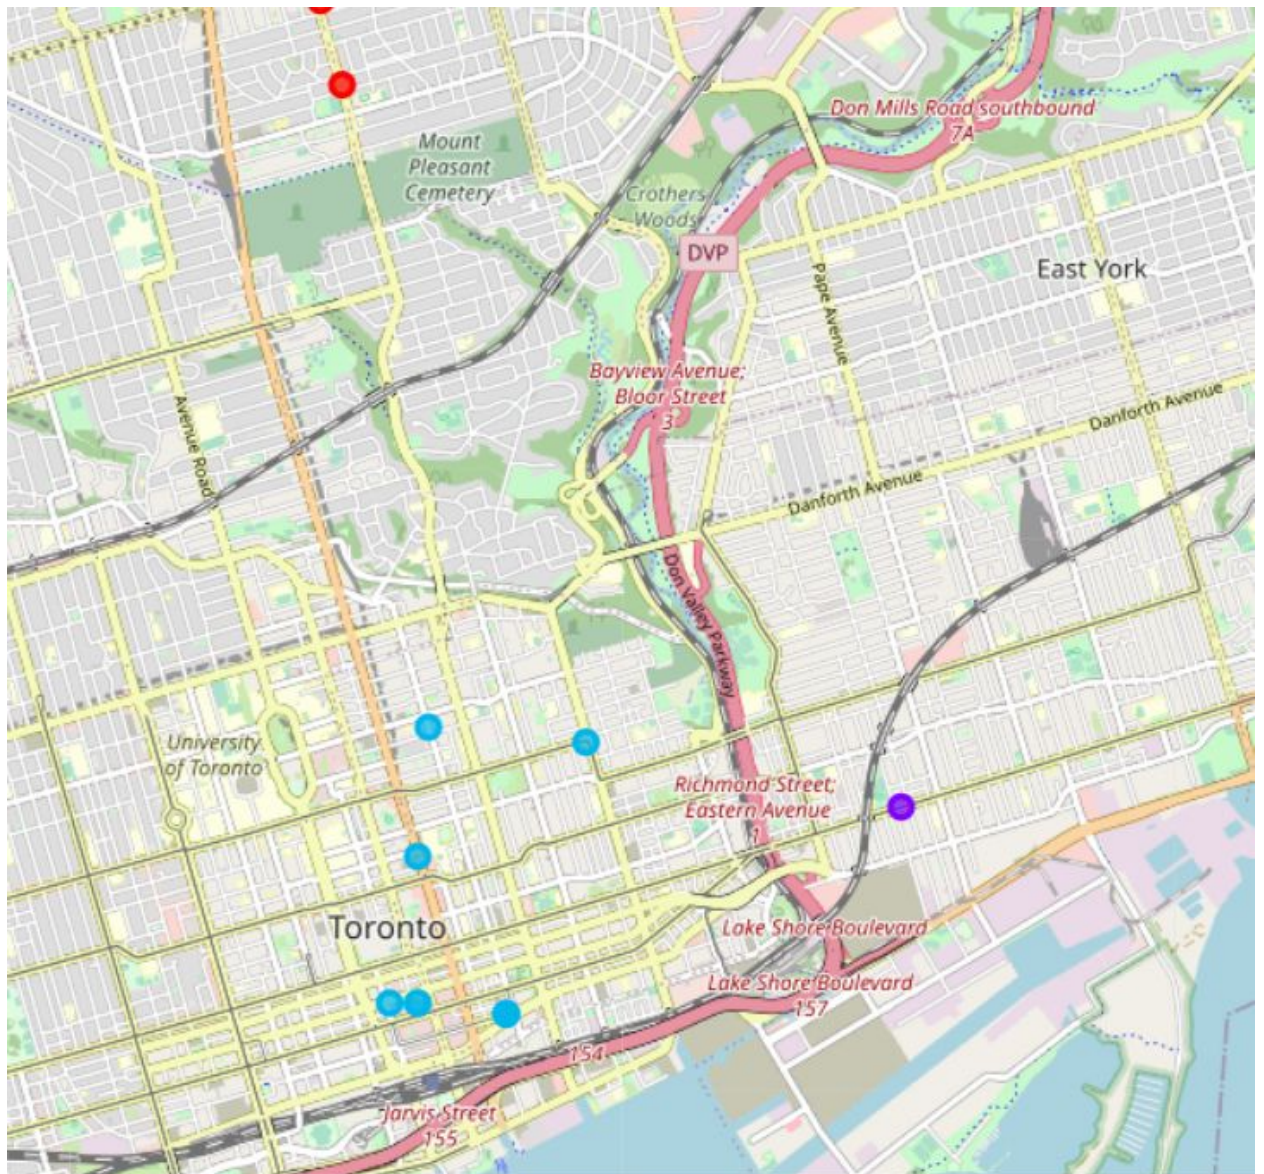 Don Mills Road southbound
7A
Mount
Pleasant
Cemetery
Crothers
Woods
DVP
East York
Pape Avenue
Bayview Avenue;
Bloor Street
3
Avenue Road
Danforth Avenue
Danforth Avenue
Don Valley Parkway
University
of Toronto
Richmond Street;
Eastern Avenue
1
Toronto
Lake Shore Boulevard
Lake Shore Boulevard
157
154
Jarvis Street
155